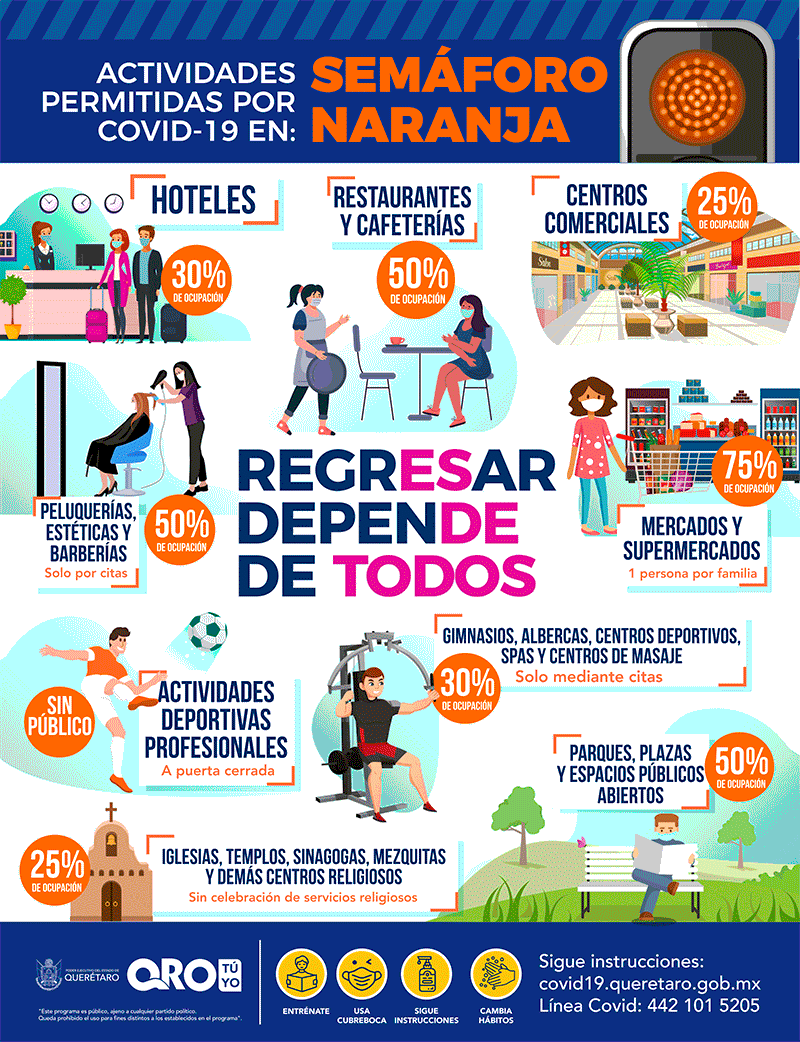 ACTIVIDADES
PERMITIDAS POR
COVID-19 EN:
SEMÁFORO
NARANJA
HOTELES
30%
DE OCUPACIÓN
RESTAURANTES
Y CAFETERÍAS
50%
DE OCUPACIÓN
CENTROS
COMERCIALES
25%
DE OCUPACIÓN
PELUQUERÍAS,
ESTÉTICAS Y
BARBERÍAS
Solo por citas
50%
DE OCUPACIÓN
REGRESAR
DEPENDE
DE TODOS
75%
DE OCUPACIÓN
MERCADOS Y
SUPERMERCADOS
1 persona por familia
SIN
PÚBLICO
ACTIVIDADES
DEPORTIVAS
PROFESIONALES
A puerta cerrada
GIMNASIOS, ALBERCAS, CENTROS DEPORTIVOS,
SPAS Y CENTROS DE MASAJE
Solo mediante citas
30%
DE OCUPACIÓN
PARQUES, PLAZAS
Y ESPACIOS PÚBLICOS
ABIERTOS
50%
DE OCUPACIÓN
25%
DE OCUPACIÓN
IGLESIAS, TEMPLOS, SINAGOGAS, MEZQUITAS
Y DEMÁS CENTROS RELIGIOSOS
Sin celebración de servicios religiosos
PODER EJECUTIVO DEL ESTADO DE
QUERÉTARO
QRO
TÚ
YO
"Este programa es público, ajeno a cualquier partido político.
Queda prohibido el uso para fines distintos a los establecidos en el programa".
ENTRÉNATE
USA
CUBREBOCA
SIGUE
INSTRUCCIONES
CAMBIA
HÁBITOS
Sigue instrucciones:
covid19.queretaro.gob.mx
Línea Covid: 442 101 5205